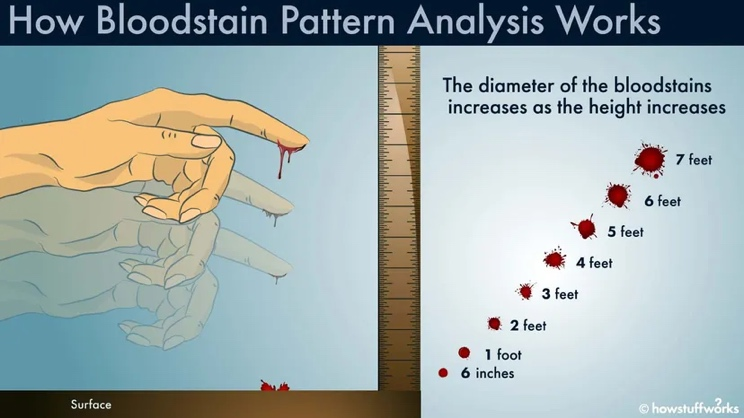 How Bloodstain Pattern Analysis Works
The diameter of the bloodstains
increases as the height increases
7 feet
6 feet
5 feet
4 feet
3 feet
2 feet
1 foot
6 inches
Surface
© howstuffworks